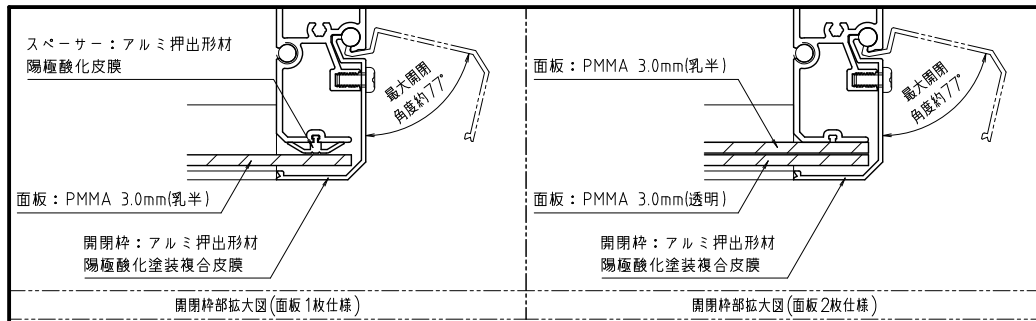 スペーサー：アルミ押出形材
陽極酸化皮膜
最大開閉
角度約77°
面板：PMMA 3.0mm(乳半)
開閉枠：アルミ押出形材
陽極酸化塗装複合皮膜
開閉枠部拡大図(面板1枚仕様)
面板：PMMA 3.0mm(乳半)
最大開閉
角度約77°
面板：PMMA 3.0mm(透明)
開閉枠：アルミ押出形材
陽極酸化塗装複合皮膜
開閉枠部拡大図(面板2枚仕様)